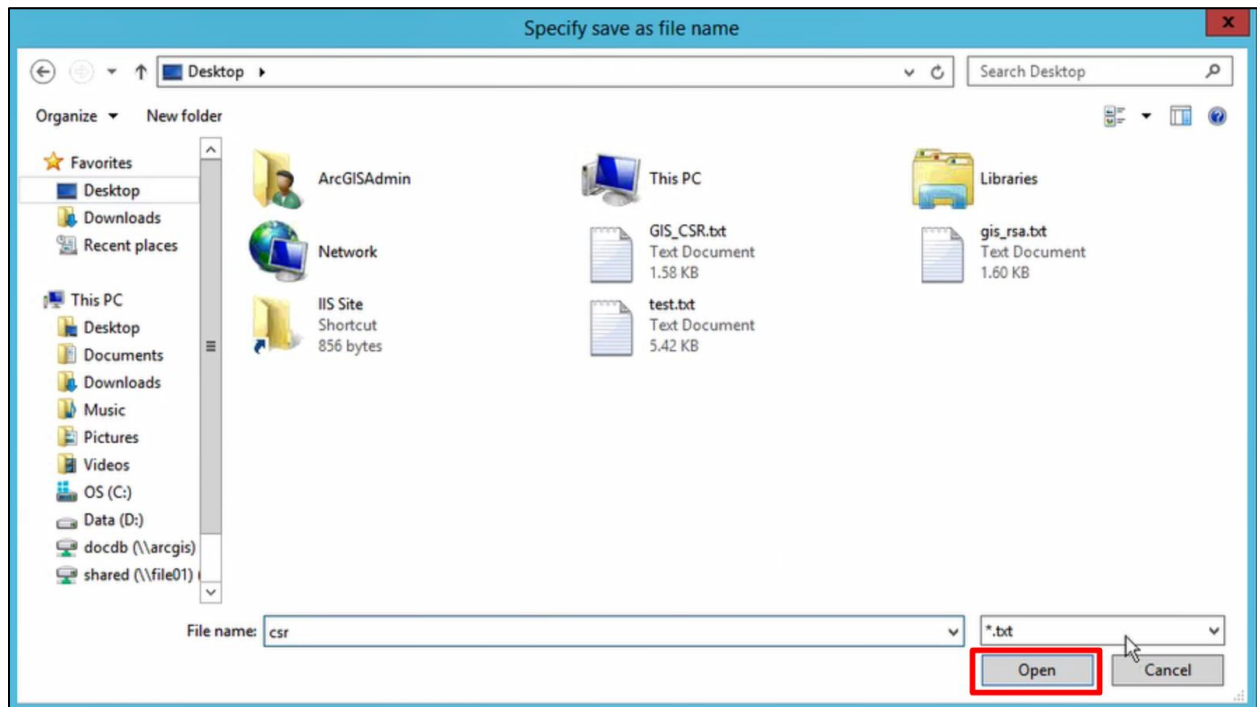 Specify save as file name
x
Desktop
Search Desktop
Organize
New folder
Favorites
Desktop
Downloads
Recent places
This PC
Desktop
Documents
Downloads
Music
Pictures
Videos
OS (C:)
Data (D:)
docdb (\\arcgis)
shared (\\file01) (
ArcGISAdmin
This PC
Libraries
Network
GIS_CSR.txt
Text Document
1.58 KB
gis_rsa.txt
Text Document
1.60 KB
IIS Site
Shortcut
856 bytes
test.txt
Text Document
5.42 KB
File name: csr
*.txt
Open
Cancel